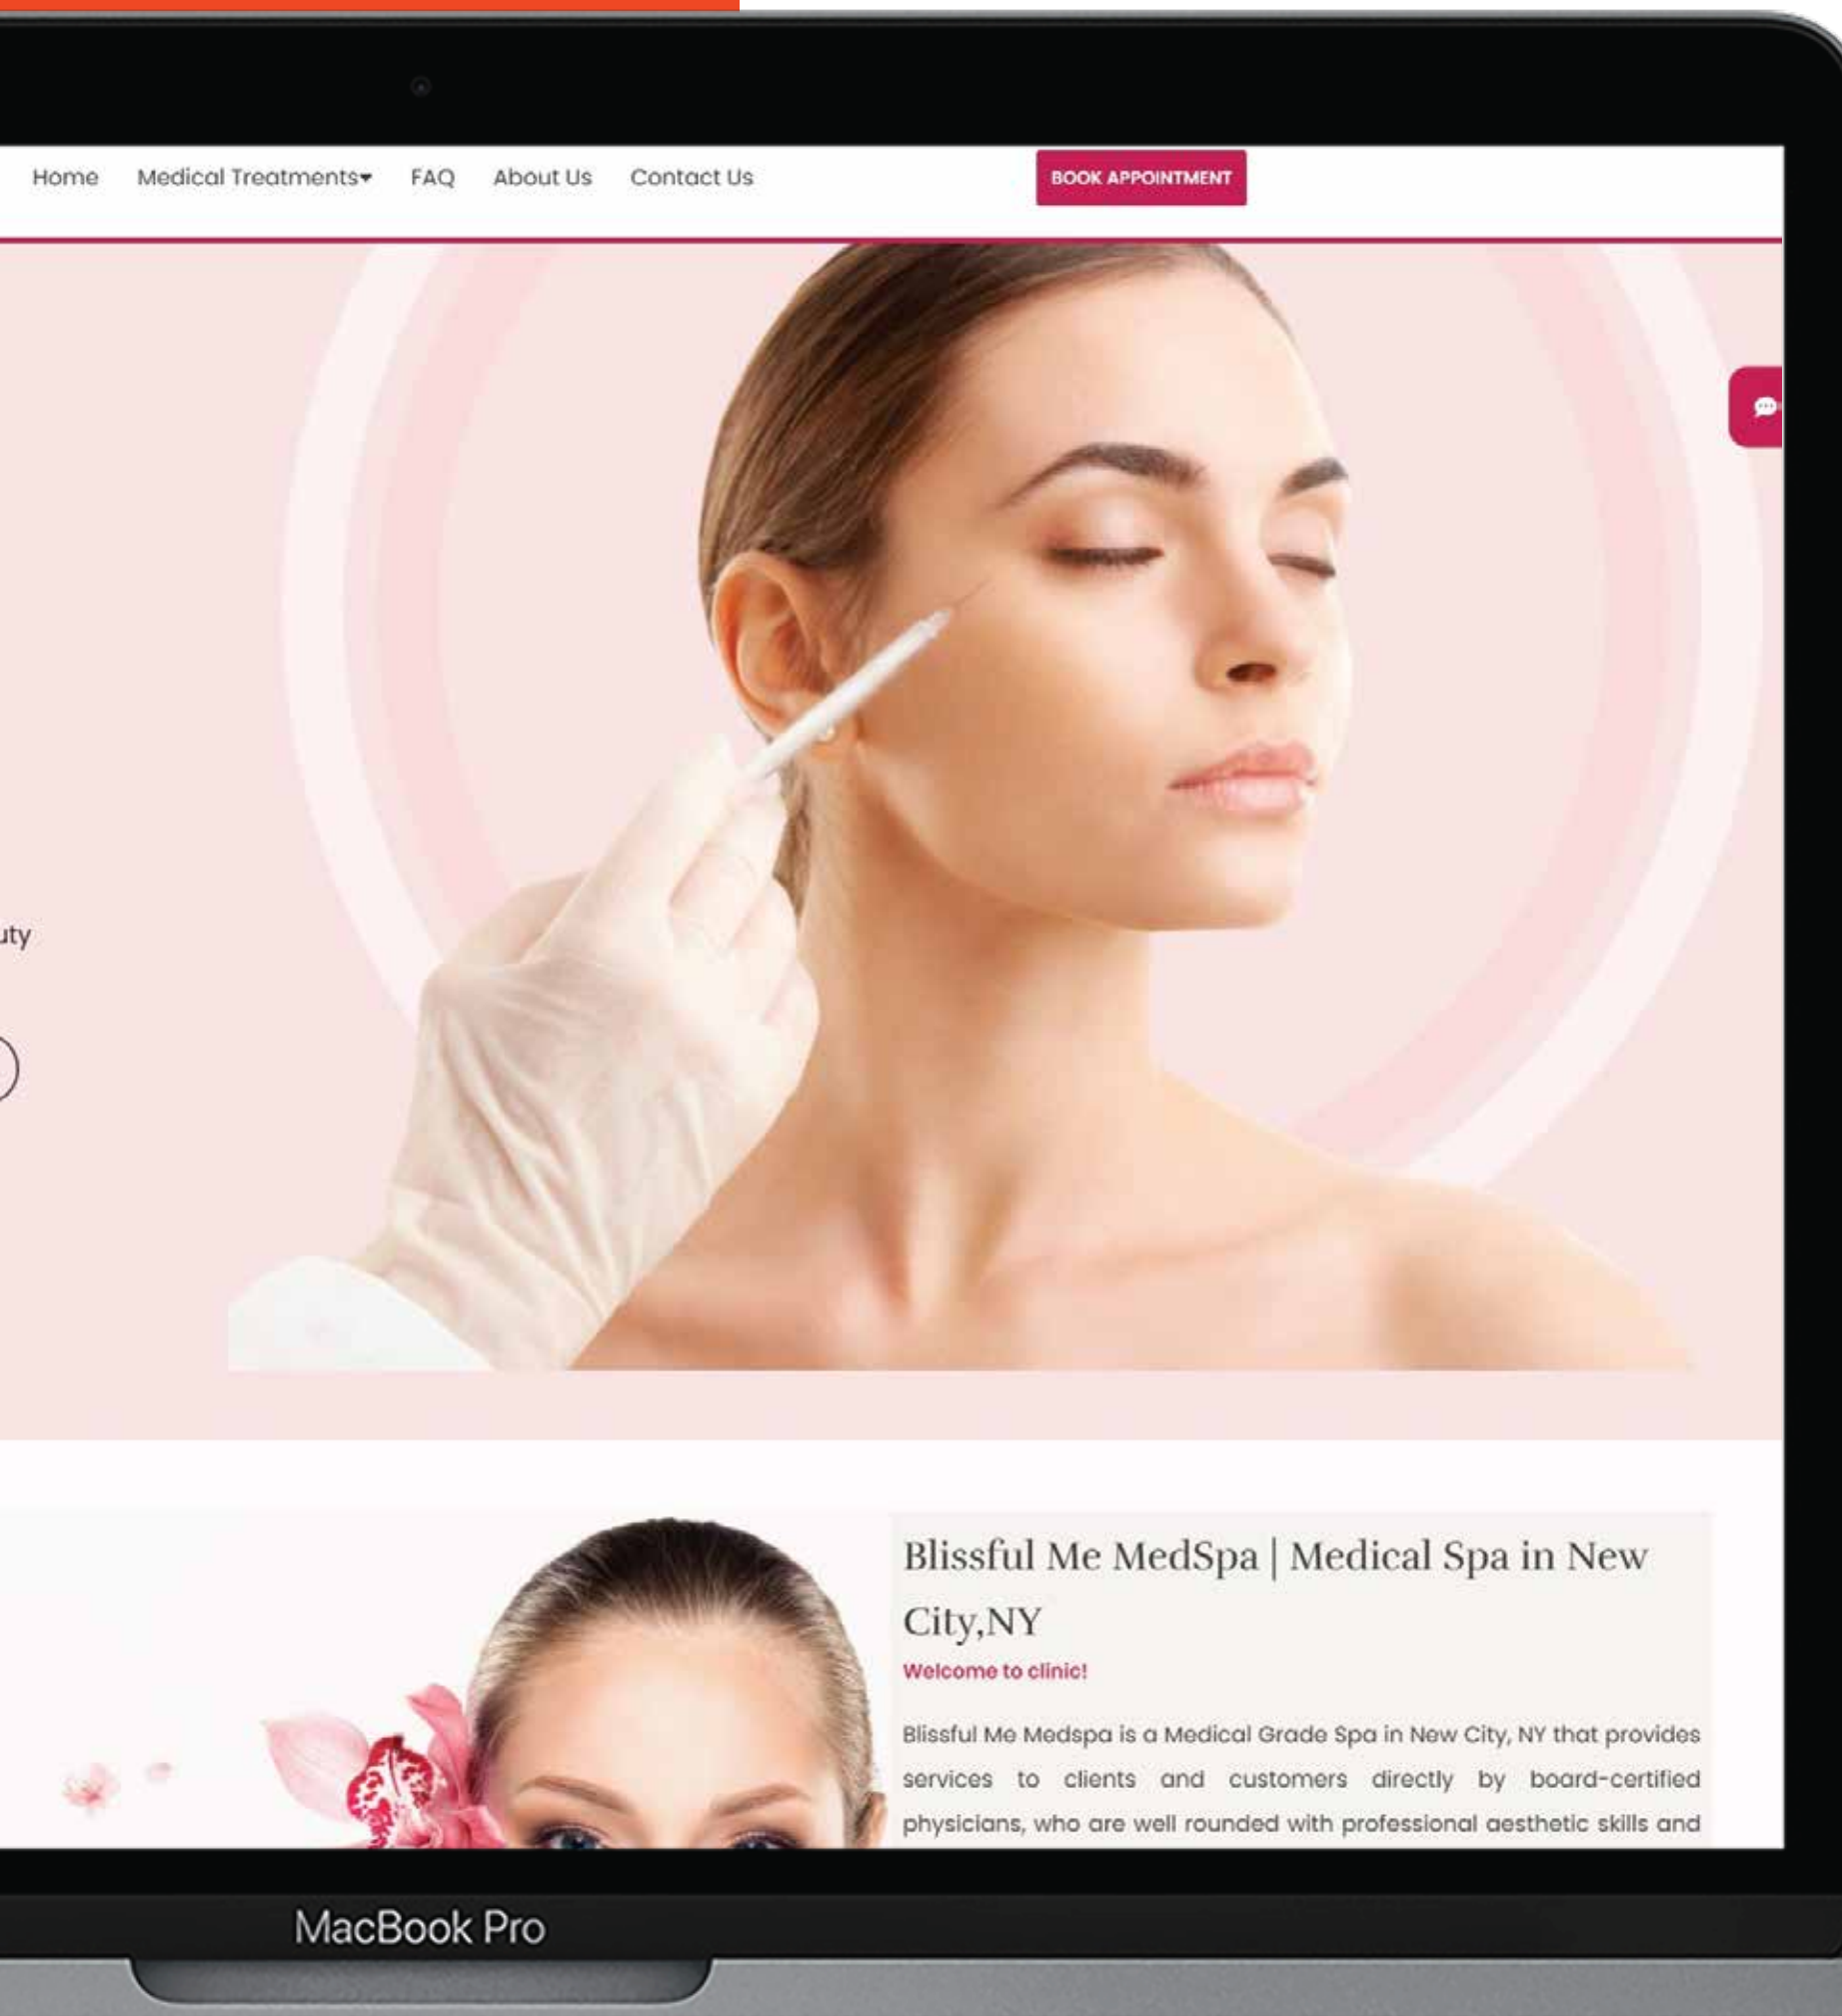 Home Medical Treatments FAQ About Us Contact Us BOOK APPOINTMENT
Blissful Me MedSpa | Medical Spa in New
City,NY
Welcome to clinic!
Blissful Me Medspa is a Medical Grade Spa in New City, NY that provides
services to clients and customers directly by board-certified
physicians, who are well rounded with professional aesthetic skills and
MacBook Pro